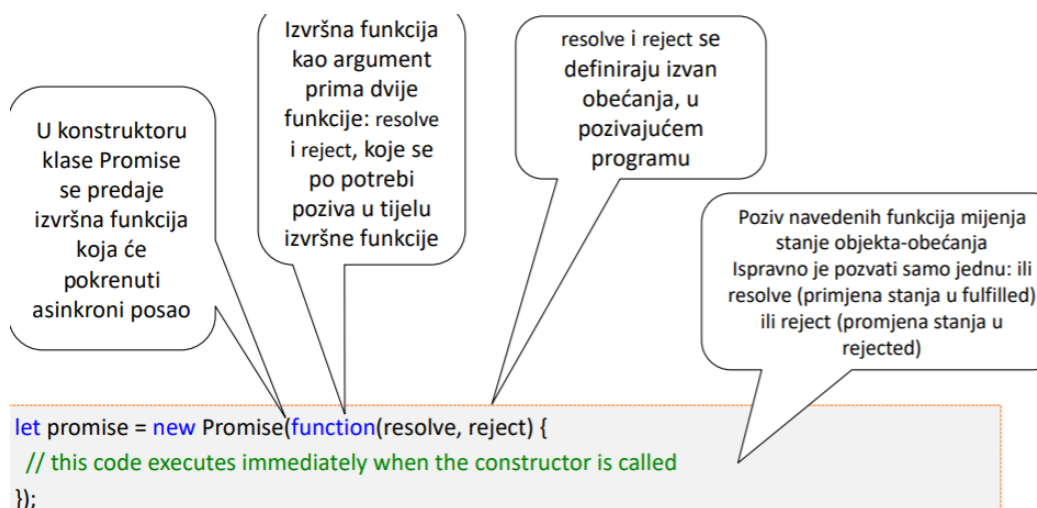 U konstruktoru
klase Promise
se predaje
izvršna funkcija
koja će
pokrenuti
asinkroni posao
Izvršna funkcija
kao argument
prima dvije
funkcije: resolve
i reject, koje se
po potrebi
poziva u tijelu
izvršne funkcije
resolve i reject se
definiraju izvan
obećanja, u
pozivajućem
programu
Poziv navedenih funkcija mijenja
stanje objekta-obećanja
Ispravno je pozvati samo jednu: ili
resolve (primjena stanja u fulfilled)
ili reject (promjena stanja u
rejected)
let promise = new Promise(function(resolve, reject) {
// this code executes immediately when the constructor is called
});